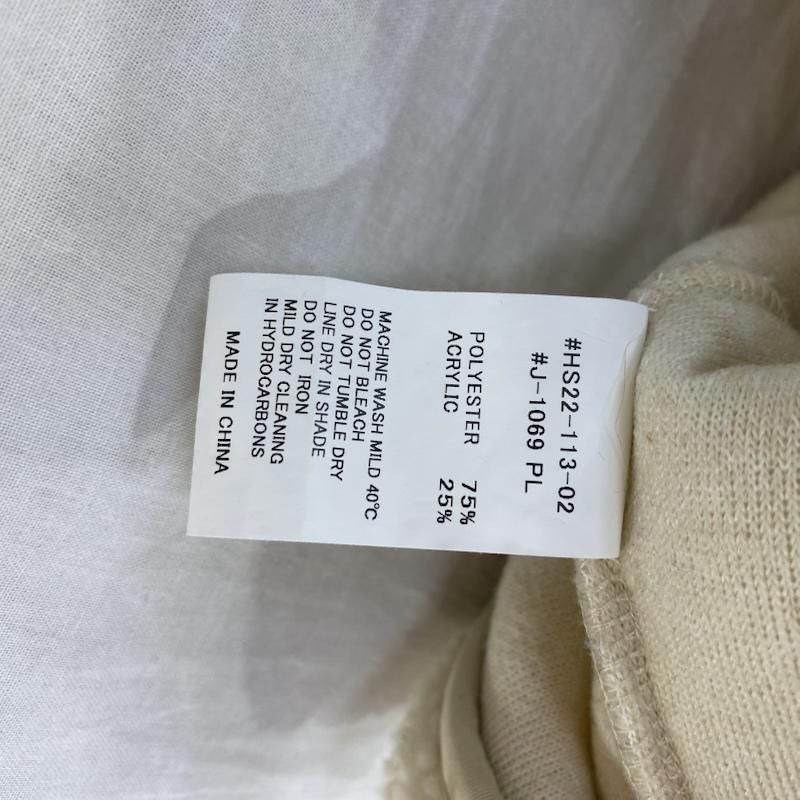 #HS22-113-02
#J-1069 PL
POLYESTER 75%
ACRYLIC 25%
MACHINE WASH MILD 40℃
DO NOT BLEACH
DO NOT TUMBLE DRY
LINE DRY IN SHADE
DO NOT IRON
MILD DRY CLEANING
IN HYDROCARBONS
MADE IN CHINA